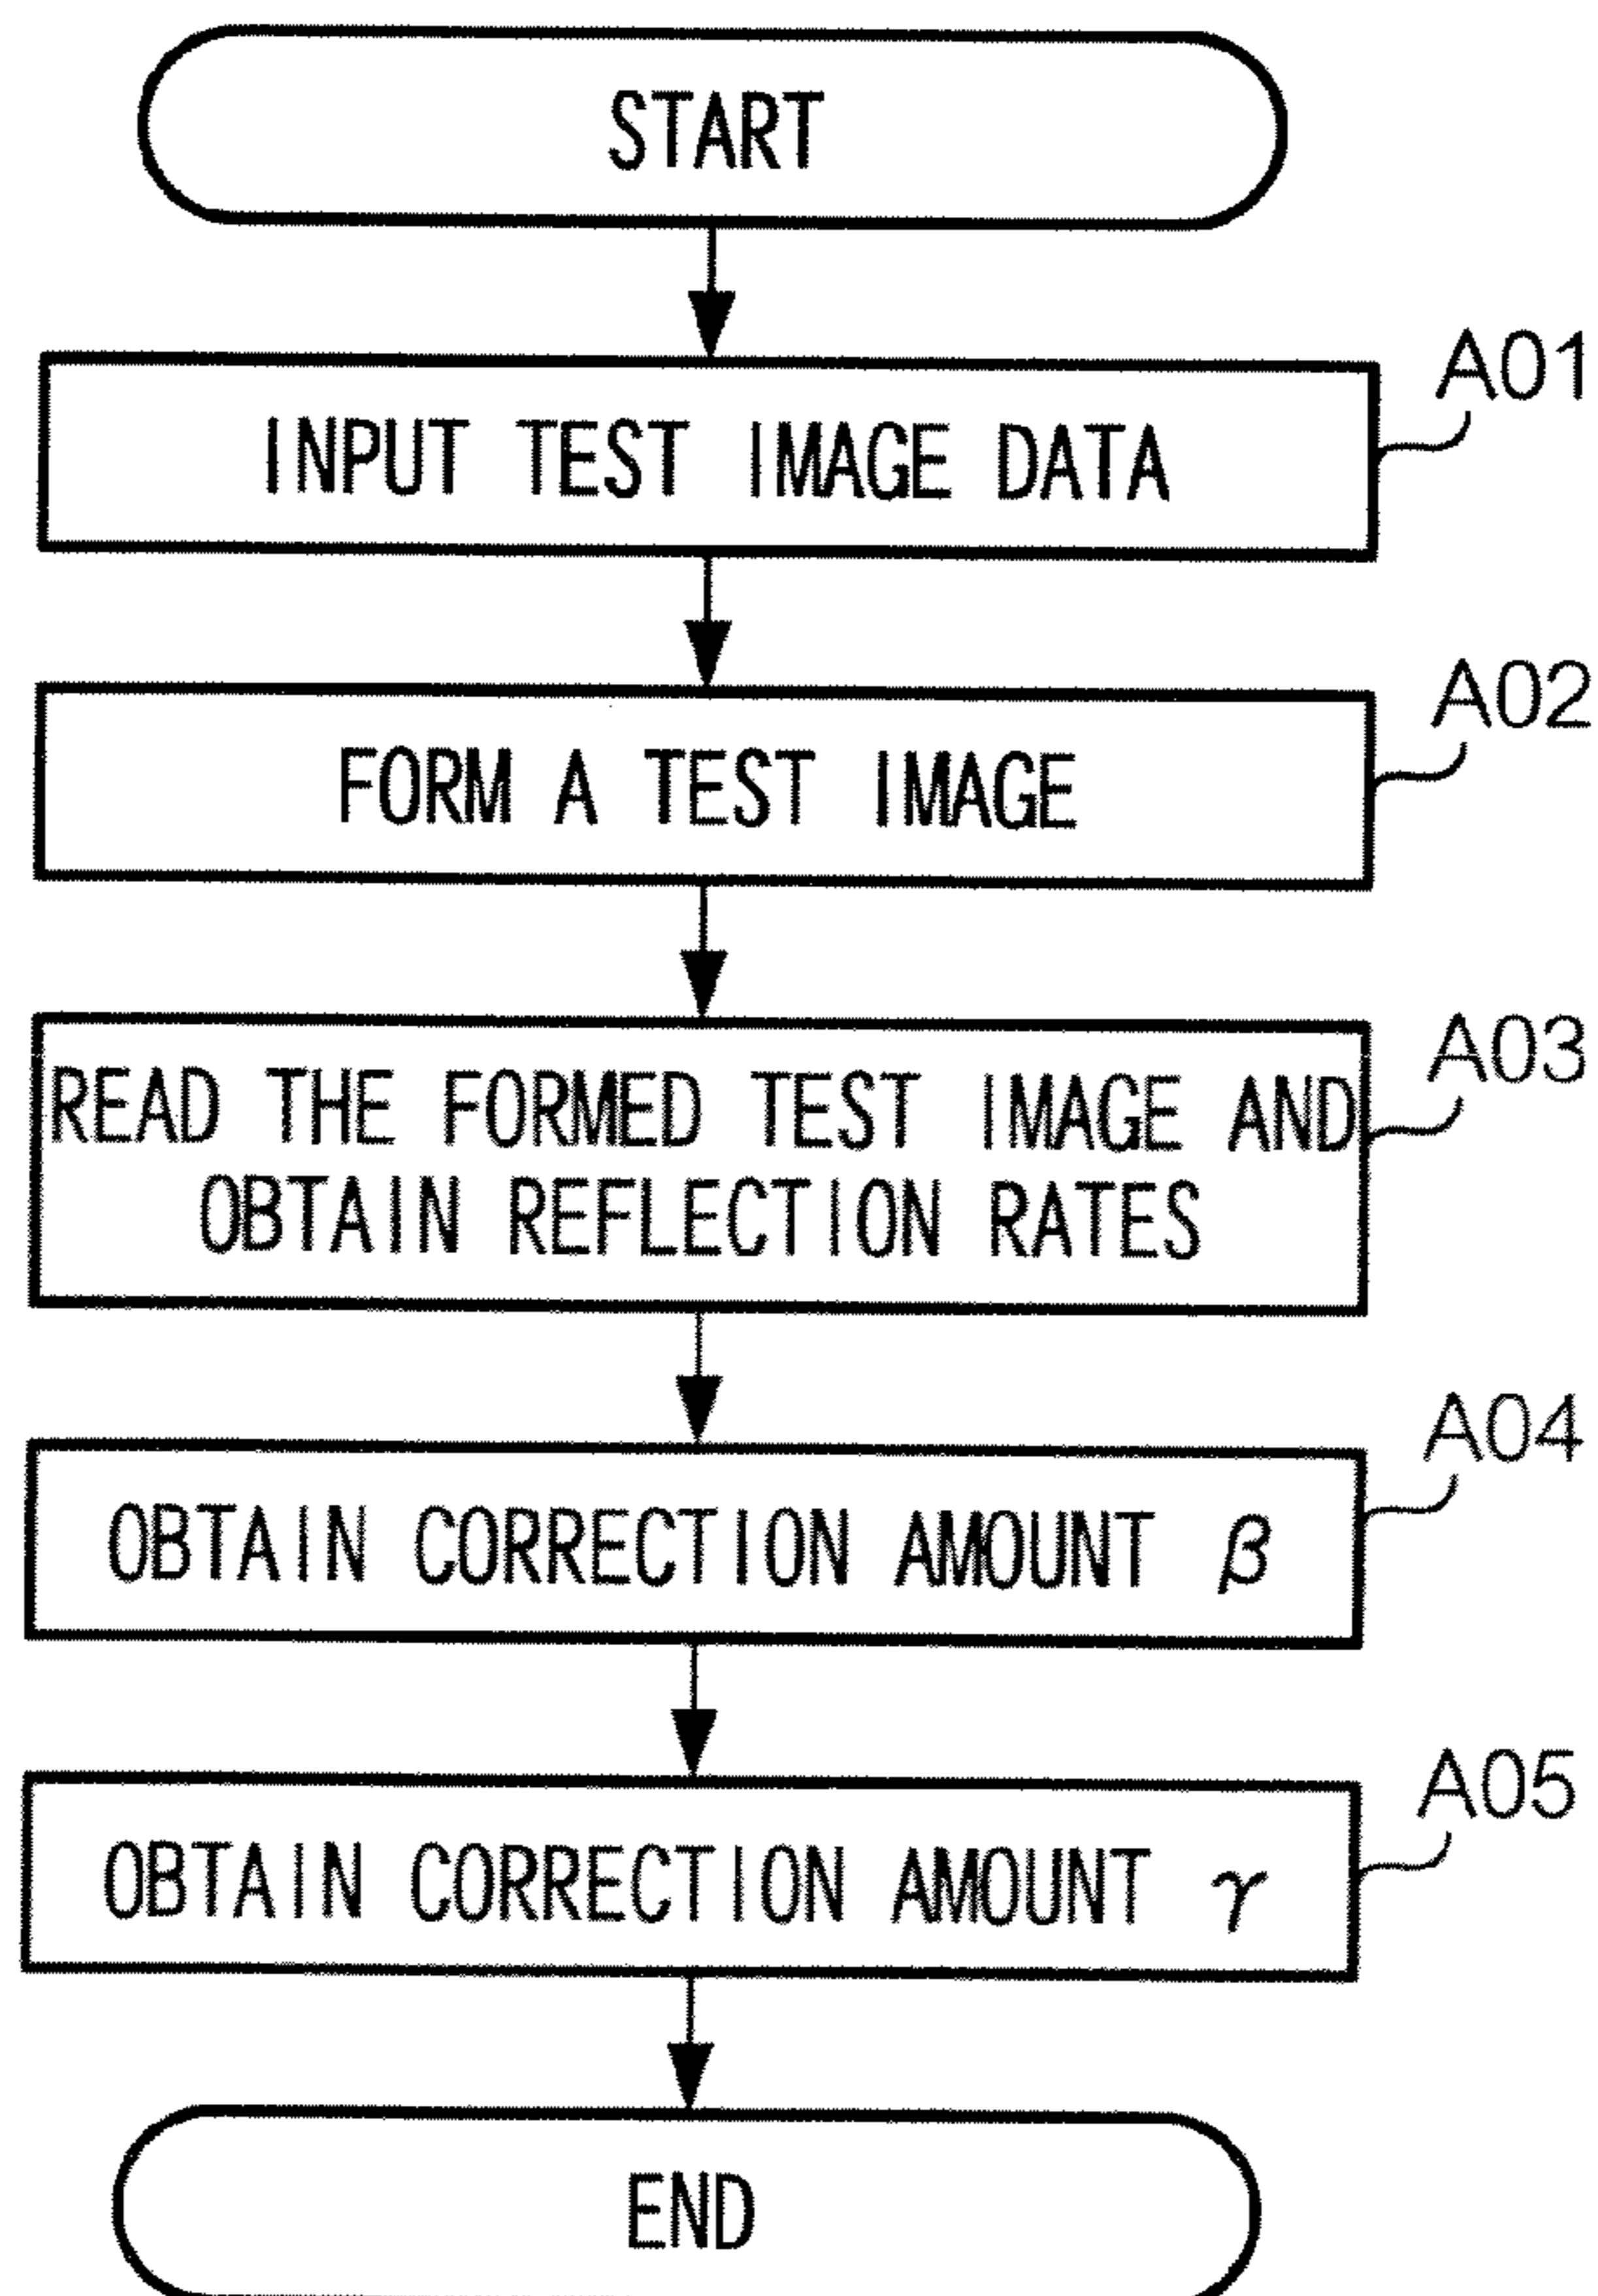 START
A01
INPUT TEST IMAGE DATA
A02
FORM A TEST IMAGE
A03
READ THE FORMED TEST IMAGE AND
OBTAIN REFLECTION RATES
A04
OBTAIN CORRECTION AMOUNT β
A05
OBTAIN CORRECTION AMOUNT γ
END